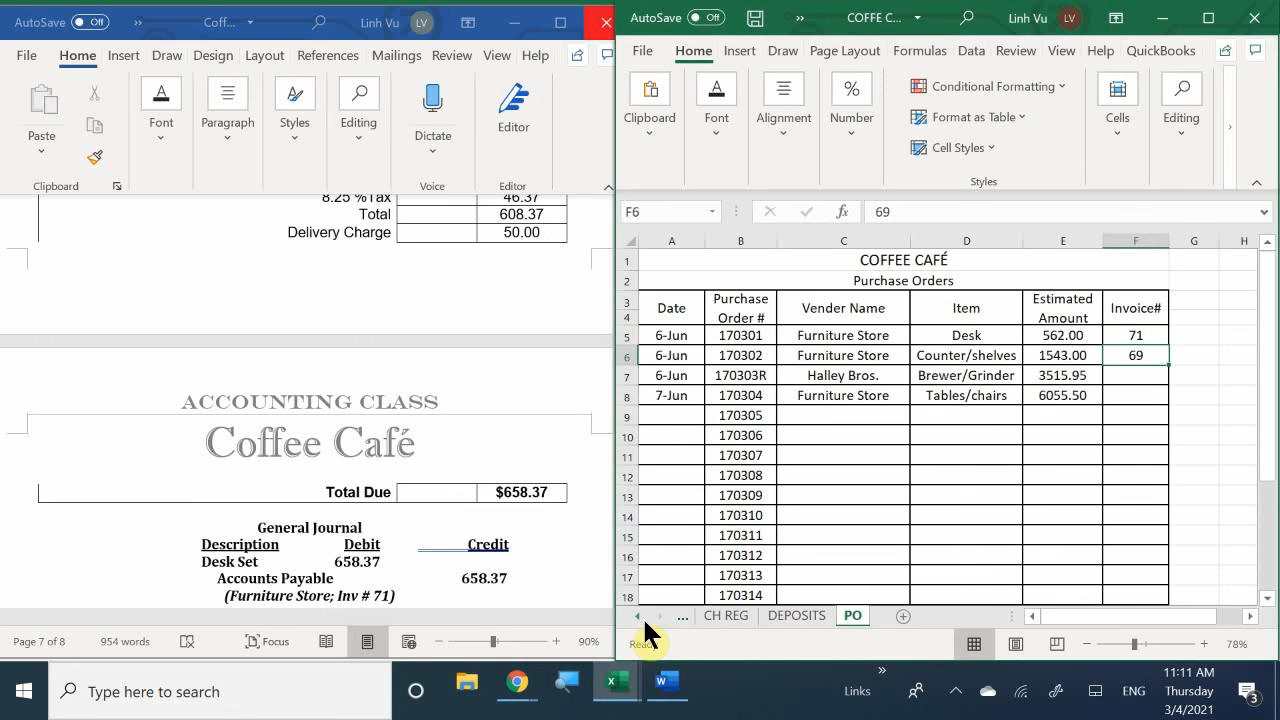 AutoSave Off Coff... Linh Vu LV
File Home Insert Draw Design Layout References Mailings Review View Help
Paste Font Paragraph Styles Editing Dictate Editor
Clipboard Voice Editor
8.25 %Tax 46.37
Total 608.37
Delivery Charge 50.00
ACCOUNTING CLASS
Coffee Café
Total Due $658.37
General Journal
Description Debit Credit
Desk Set 658.37
Accounts Payable 658.37
(Furniture Store; Inv # 71)
Page 7 of 8 954 words Focus 90%
AutoSave Off COFFE C... Linh Vu LV
File Home Insert Draw Page Layout Formulas Data Review View Help QuickBooks
Clipboard Font Alignment Number Conditional Formatting Format as Table Cell Styles Cells Editing
Styles
F6 fx 69
A B C D E F G H
1 COFFEE CAFÉ
2 Purchase Orders
3 Date Purchase Vender Name Item Estimated Invoice#
4 Order # Amount
5 6-Jun 170301 Furniture Store Desk 562.00 71
6 6-Jun 170302 Furniture Store Counter/shelves 1543.00 69
7 6-Jun 170303R Halley Bros. Brewer/Grinder 3515.95
8 7-Jun 170304 Furniture Store Tables/chairs 6055.50
9 170305
10 170306
11 170307
12 170308
13 170309
14 170310
15 170311
16 170312
17 170313
18 170314
... CH REG DEPOSITS PO
78%
Type here to search Links ENG 11:11 AM
Thursday
3/4/2021 3